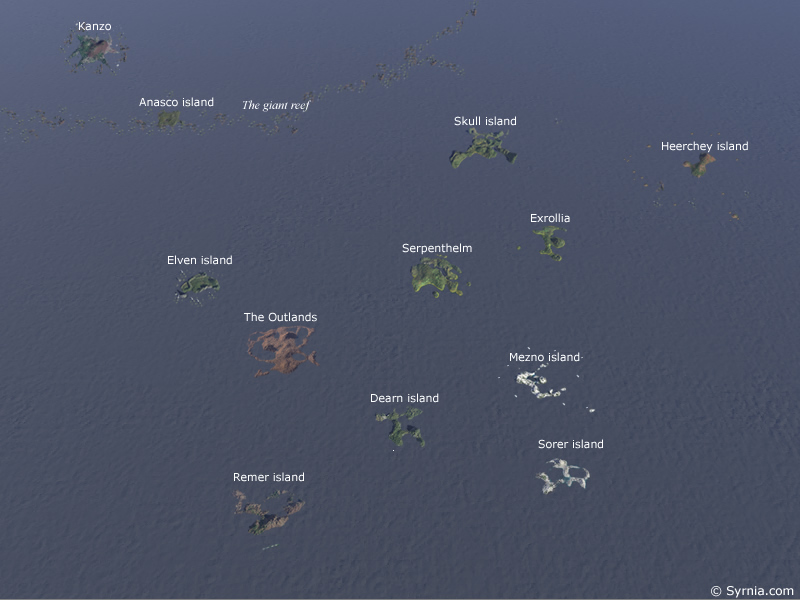 Kanzo
Anasco island
The giant reef
Skull island
Heerchey island
Exrollia
Serpenthelm
Elven island
The Outlands
Mezno island
Dearn island
Sorer island
Remer island
© Syrnia.com